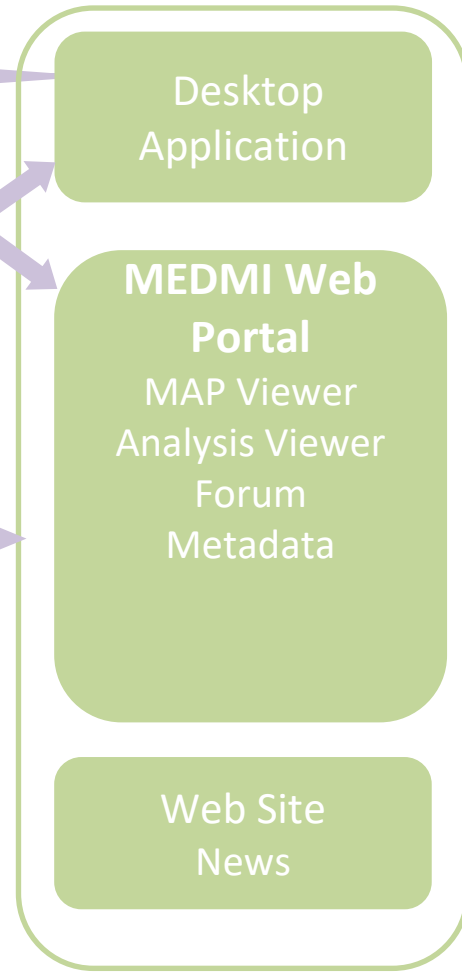 Desktop
Application
MEDMI Web
Portal
MAP Viewer
Analysis Viewer
Forum
Metadata
Web Site
News